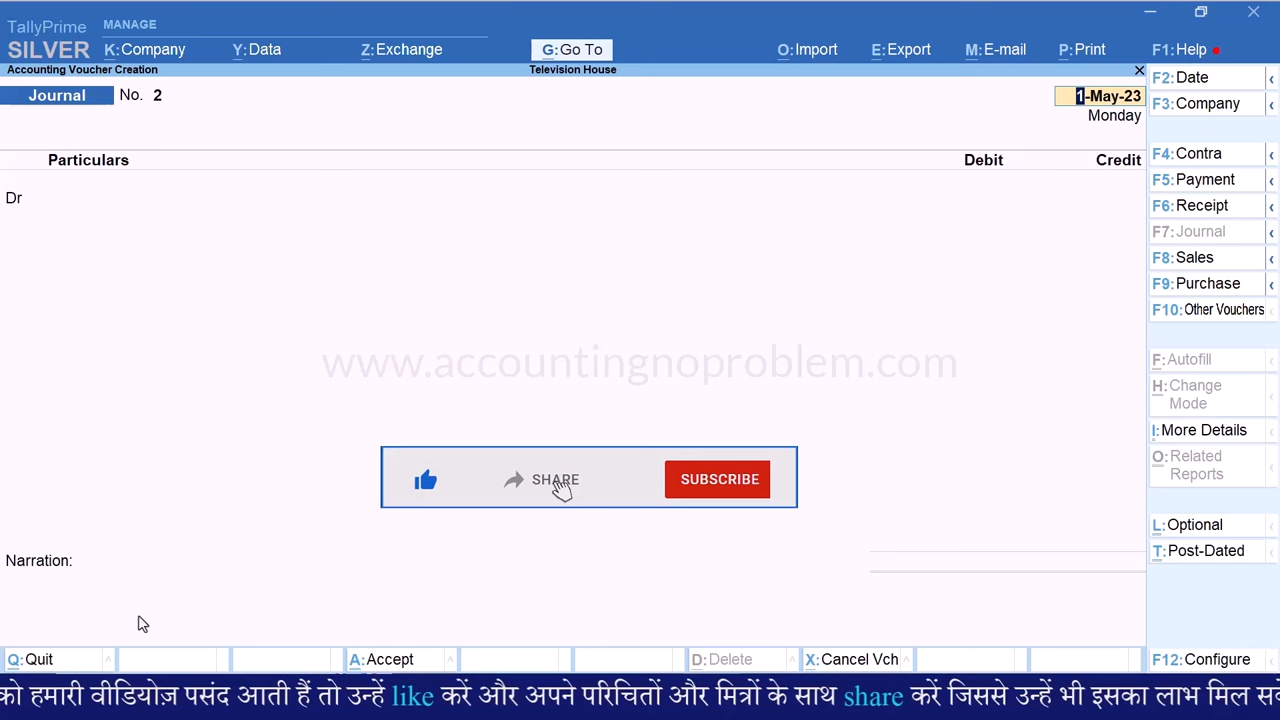 TallyPrime MANAGE
SILVER K:Company Y:Data Z:Exchange G:Go To O:Import E:Export M:E-mail P:Print F1:Help
Accounting Voucher Creation Television House
Journal No. 2 1-May-23
Monday
Particulars Debit Credit
Dr
F2:Date
F3:Company
F4:Contra
F5:Payment
F6:Receipt
F7:Journal
F8:Sales
F9:Purchase
F10:Other Vouchers
F:Autofill
H:Change
Mode
I:More Details
O:Related
Reports
L:Optional
T:Post-Dated
www.accountingnoproblem.com
SHARE SUBSCRIBE
Narration:
Q:Quit A:Accept D:Delete X:Cancel Vch F12:Configure
को हमारी वीडियोज़ पसंद आती हैं तो उन्हें like करें और अपने परिचितों और मित्रों के साथ share करें जिससे उन्हें भी इसका लाभ मिल